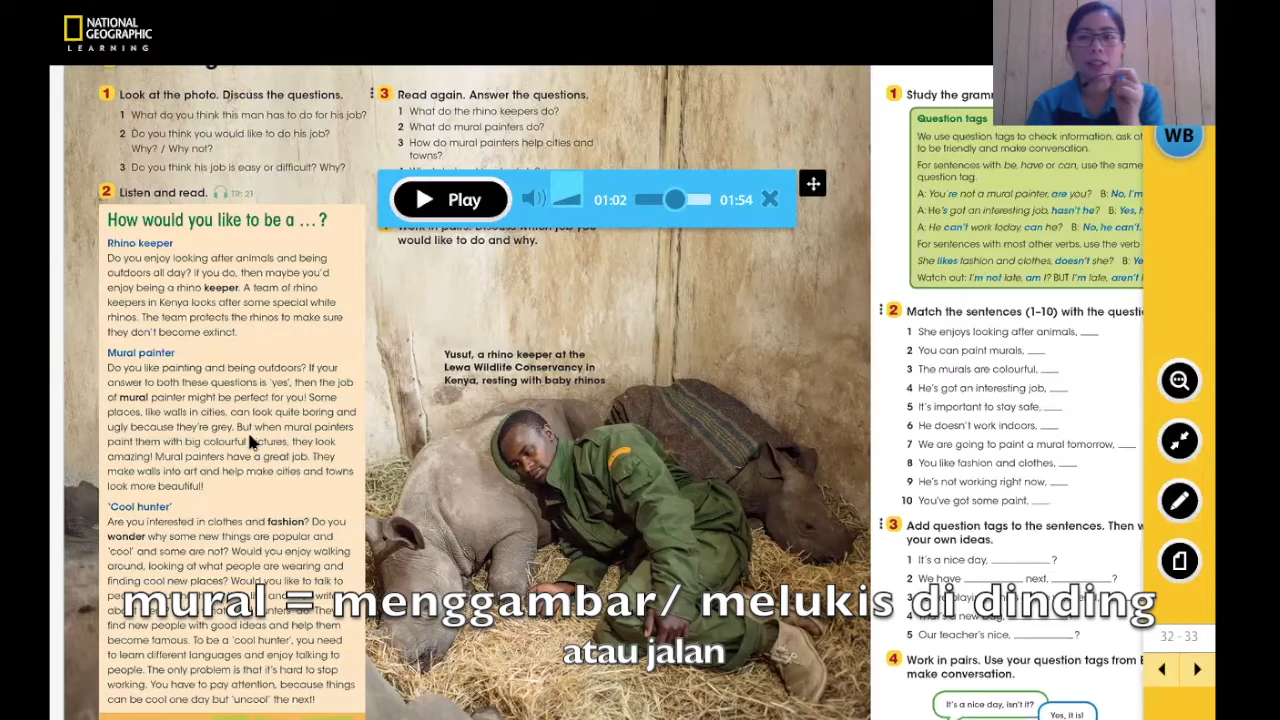 NATIONAL
GEOGRAPHIC
LEARNING
1 Look at the photo. Discuss the questions.
1 What do you think this man has to do for his job?
2 Do you think you would like to do his job?
Why? / Why not?
3 Do you think his job is easy or difficult? Why?
2 Listen and read. TR: 21
How would you like to be a ...?
Rhino keeper
Do you enjoy looking after animals and being
outdoors all day? If you do, then maybe you'd
enjoy being a rhino keeper. A team of rhino
keepers in Kenya looks after some special white
rhinos. The team protects the rhinos to make sure
they don't become extinct.
Mural painter
Do you like painting and being outdoors? If your
answer to both these questions is 'yes', then the job
of mural painter might be perfect for you! Some
places, like walls in cities, can look quite boring and
ugly because they're grey. But when mural painters
paint them with big colourful pictures, they look
amazing! Mural painters have a great job. They
make walls into art and help make cities and towns
look more beautiful!
'Cool hunter'
Are you interested in clothes and fashion? Do you
wonder why some new things are popular and
'cool' and some are not? Would you enjoy walking
around, looking at what people are wearing and
finding cool new places? Would you like to talk to
find new people with good ideas and help them
become famous. To be a 'cool hunter', you need
to learn different languages and enjoy talking to
people. The only problem is that it's hard to stop
working. You have to pay attention, because things
can be cool one day but 'uncool' the next!
3 Read again. Answer the questions.
1 What do the rhino keepers do?
2 What do mural painters do?
3 How do mural painters help cities and
towns?
Play 01:02 01:54
would like to do and why.
Yusuf, a rhino keeper at the
Lewa Wildlife Conservancy in
Kenya, resting with baby rhinos
1 Study the gramm
Question tags
We use question tags to check information, ask
to be friendly and make conversation.
For sentences with be, have or can, use the same
question tag.
A: You're not a mural painter, are you? B: No, I'm
A: He's got an interesting job, hasn't he? B: Yes,
A: He can't work today, can he? B: No, he can't.
For sentences with most other verbs, use the verb
She likes fashion and clothes, doesn't she? B: Ye
Watch out: I'm not late, am I? BUT I'm late, aren't
2 Match the sentences (1–10) with the questi
1 She enjoys looking after animals, ___
2 You can paint murals, ___
3 The murals are colourful, ___
4 He's got an interesting job, ___
5 It's important to stay safe, ___
6 He doesn't work indoors, ___
7 We are going to paint a mural tomorrow, ___
8 You like fashion and clothes, ___
9 He's not working right now, ___
10 You've got some paint, ___
3 Add question tags to the sentences. Then w
your own ideas.
1 It's a nice day, ___________?
2 We have ___________ next, ___________?
5 Our teacher's nice, ___________?
4 Work in pairs. Use your question tags from
make conversation.
It's a nice day, isn't it?
Yes, it is!
WB
32 - 33
mural = menggambar/ melukis di dinding
atau jalan